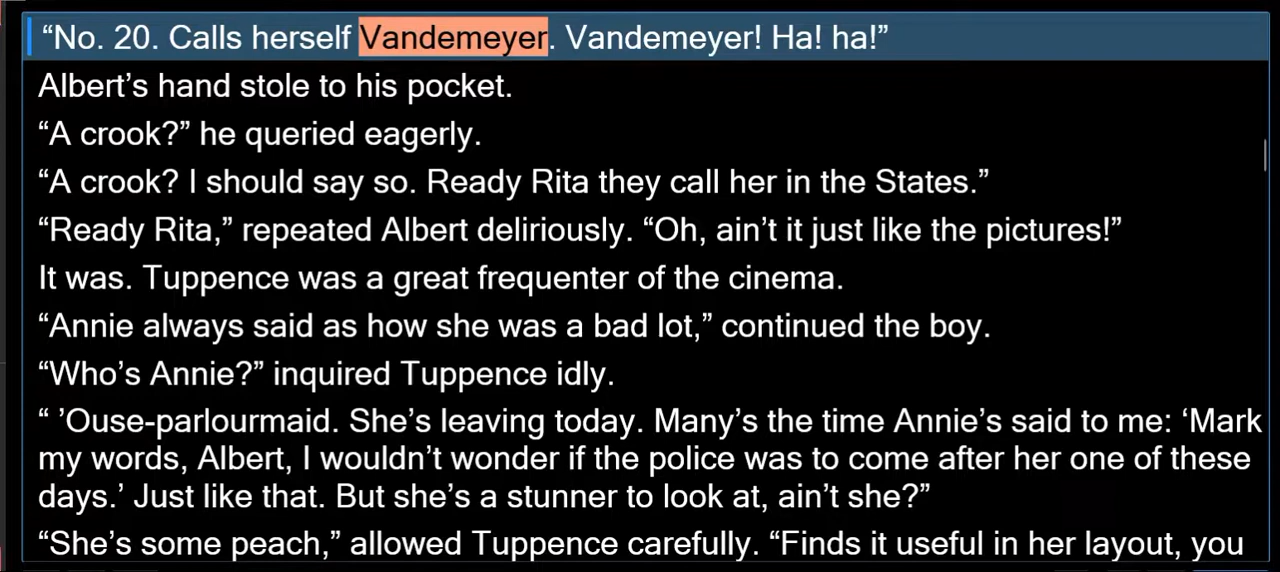 “No. 20. Calls herself Vandemeyer. Vandemeyer! Ha! ha!”
Albert’s hand stole to his pocket.
“A crook?” he queried eagerly.
“A crook? I should say so. Ready Rita they call her in the States.”
“Ready Rita,” repeated Albert deliriously. “Oh, ain’t it just like the pictures!”
It was. Tuppence was a great frequenter of the cinema.
“Annie always said as how she was a bad lot,” continued the boy.
“Who’s Annie?” inquired Tuppence idly.
“ ’Ouse-parlourmaid. She’s leaving today. Many’s the time Annie’s said to me: ‘Mark
my words, Albert, I wouldn’t wonder if the police was to come after her one of these
days.’ Just like that. But she’s a stunner to look at, ain’t she?”
“She’s some peach,” allowed Tuppence carefully. “Finds it useful in her layout, you